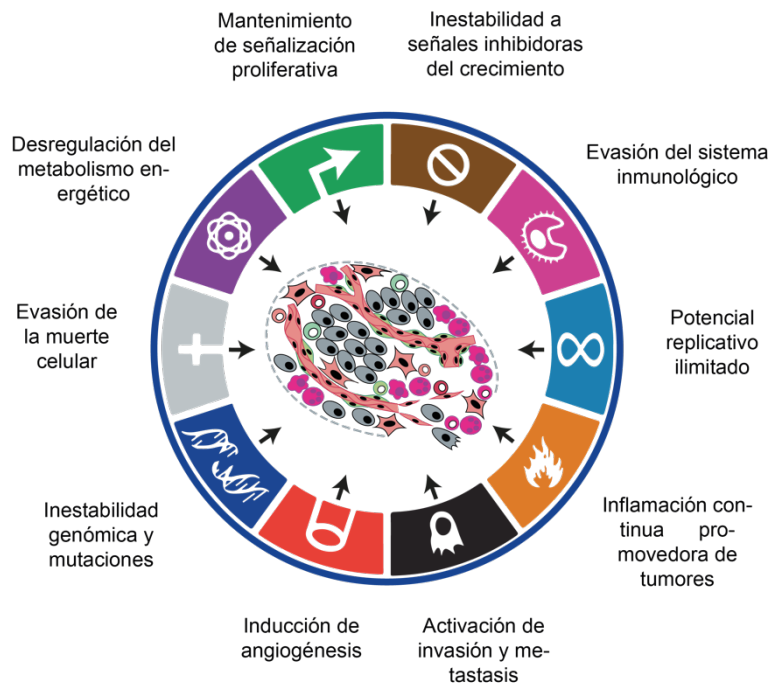 Mantenimiento
de señalización
proliferativa
Inestabilidad a
señales inhibidoras
del crecimiento
Desregulación del
metabolismo en-
ergético
Evasión del sistema
inmunológico
Evasión de
la muerte
celular
Potencial
replicativo
ilimitado
Inestabilidad
genómica y
mutaciones
Inflamación con-
tinua pro-
movedora de
tumores
Inducción de
angiogénesis
Activación de
invasión y me-
tastasis